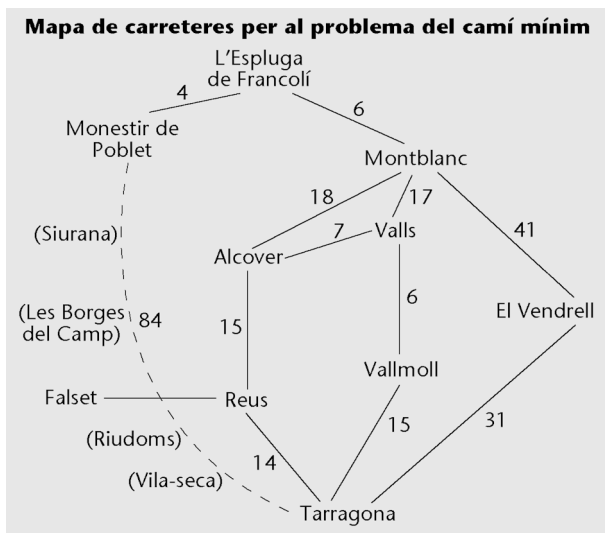 Mapa de carreteres per al problema del camí mínim
L'Espluga
de Francolí
4
6
Monestir de
Poblet
Montblanc
18
17
(Siurana)
7
Valls
41
Alcover
6
(Les Borges
del Camp)
84
15
El Vendrell
Vallmoll
Falset
Reus
15
31
(Riudoms)
14
(Vila-seca)
Tarragona